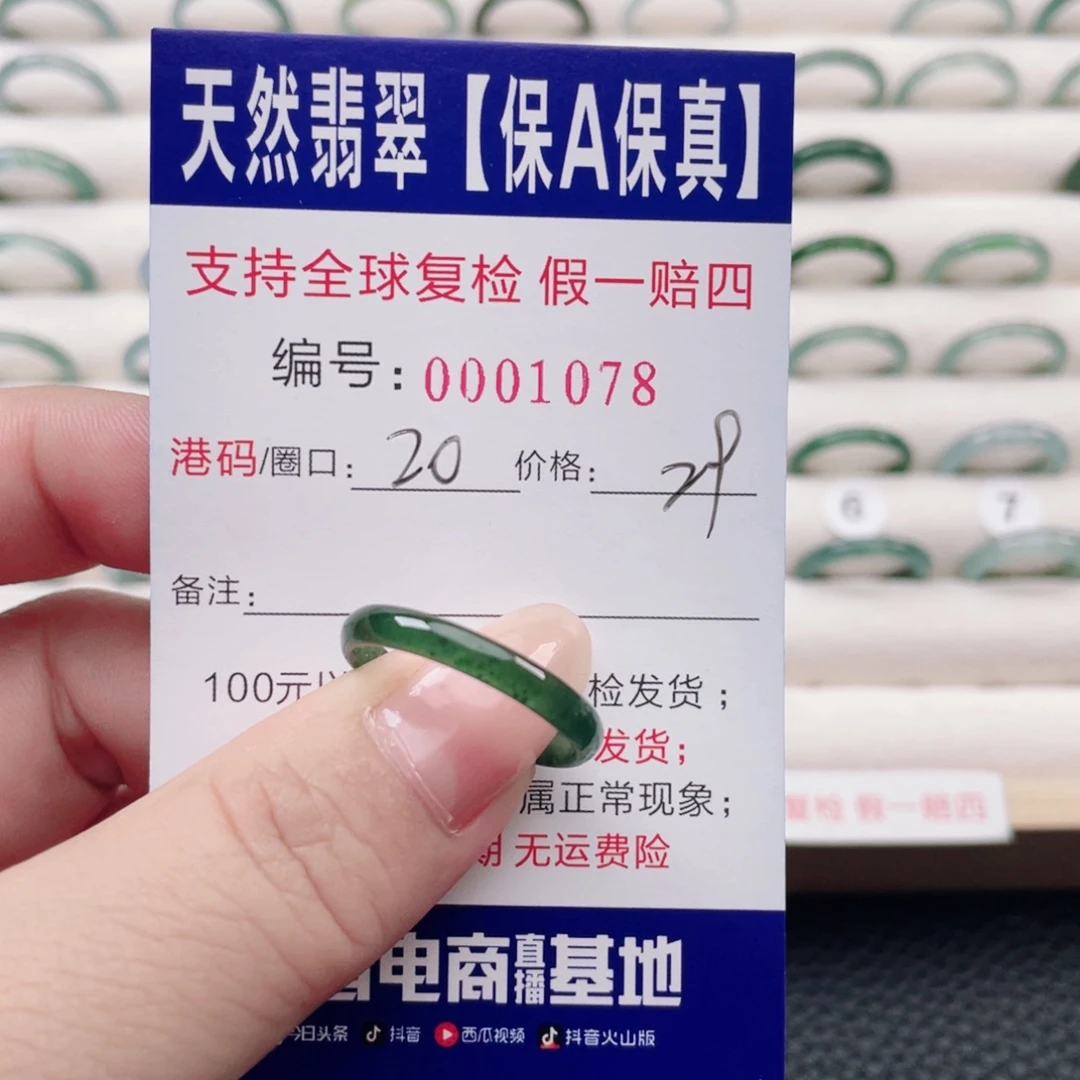 天然翡翠【保A保真】
支持全球复检 假一赔四
编号：0001078
港码/圈口：20 价格：29
备注：
100元以 检发货；
发货；
属正常现象；
期 无运费险
电商直播基地
今日头条 抖音 西瓜视频 抖音火山版
6 7
复检 假一赔四